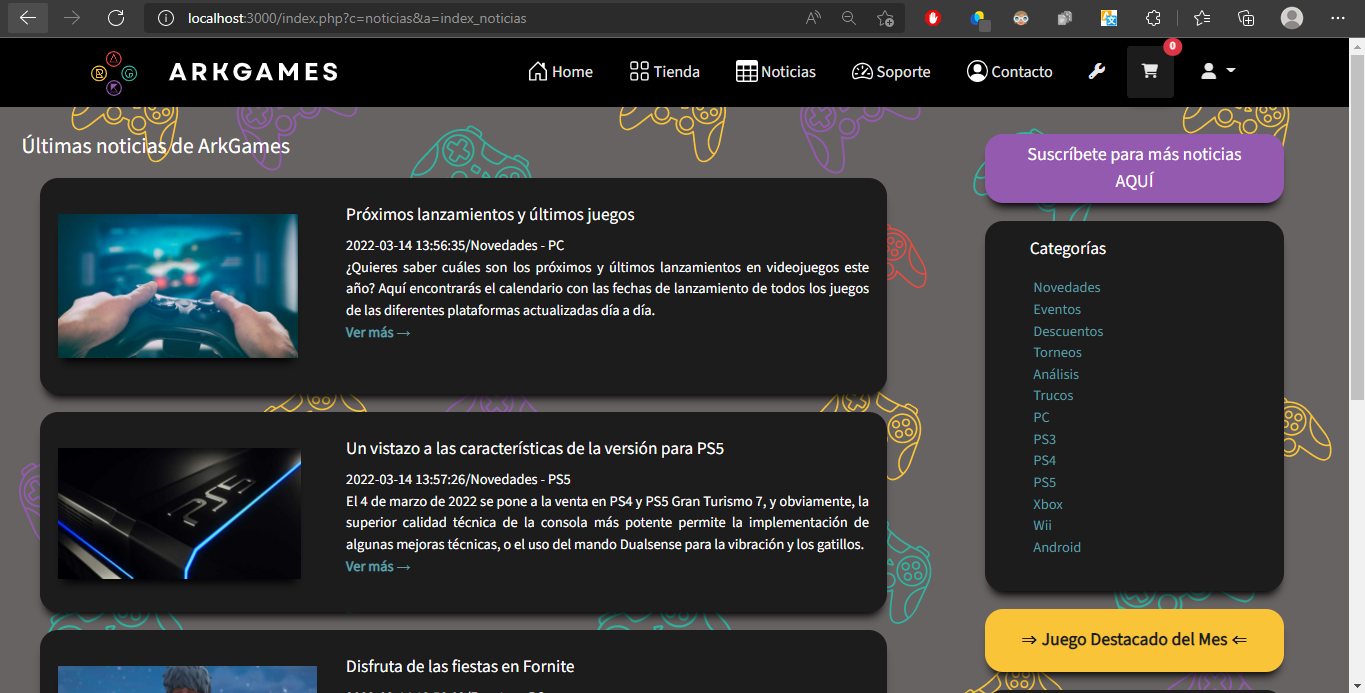 localhost:3000/index.php?c=noticias&a=index_noticias
ARKGAMES
Home
Tienda
Noticias
Soporte
Contacto
0
Últimas noticias de ArkGames
Próximos lanzamientos y últimos juegos
2022-03-14 13:56:35/Novedades - PC
¿Quieres saber cuáles son los próximos y últimos lanzamientos en videojuegos este
año? Aquí encontrarás el calendario con las fechas de lanzamiento de todos los juegos
de las diferentes plataformas actualizadas día a día.
Ver más →
PS5
Un vistazo a las características de la versión para PS5
2022-03-14 13:57:26/Novedades - PS5
El 4 de marzo de 2022 se pone a la venta en PS4 y PS5 Gran Turismo 7, y obviamente, la
superior calidad técnica de la consola más potente permite la implementación de
algunas mejoras técnicas, o el uso del mando Dualsense para la vibración y los gatillos.
Ver más →
Disfruta de las fiestas en Fornite
Suscríbete para más noticias
AQUÍ
Categorías
Novedades
Eventos
Descuentos
Torneos
Análisis
Trucos
PC
PS3
PS4
PS5
Xbox
Wii
Android
⇒ Juego Destacado del Mes ⇐